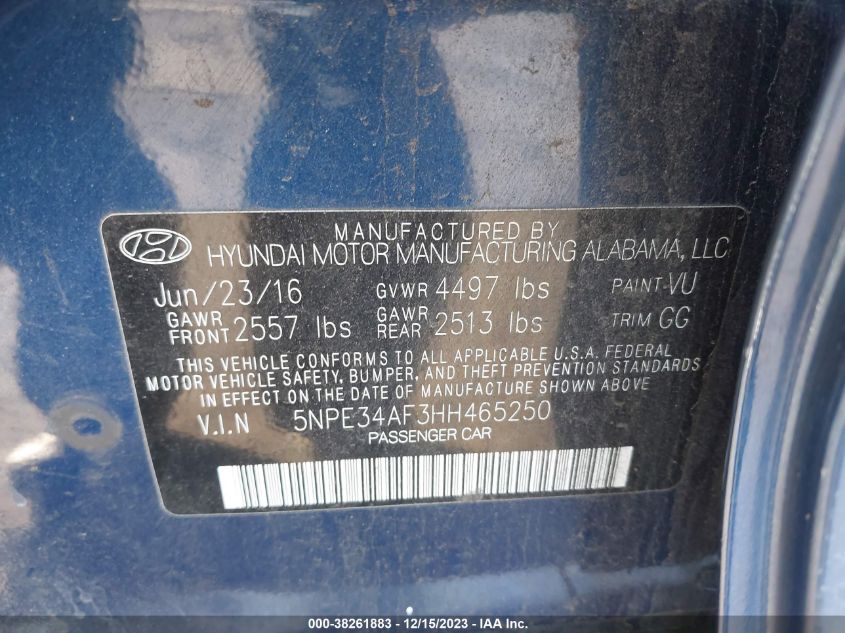 MANUFACTURED BY
HYUNDAI MOTOR MANUFACTURING ALABAMA, LLC
Jun/23/16 GVWR 4497 lbs PAINT VU
GAWR FRONT 2557 lbs GAWR REAR 2513 lbs TRIM GG
THIS VEHICLE CONFORMS TO ALL APPLICABLE U.S.A. FEDERAL
MOTOR VEHICLE SAFETY, BUMPER, AND THEFT PREVENTION STANDARDS
IN EFFECT ON THE DATE OF MANUFACTURE SHOWN ABOVE
V.I.N 5NPE34AF3HH465250
PASSENGER CAR
000-38261883 - 12/15/2023 - Copyright IAA, Inc.